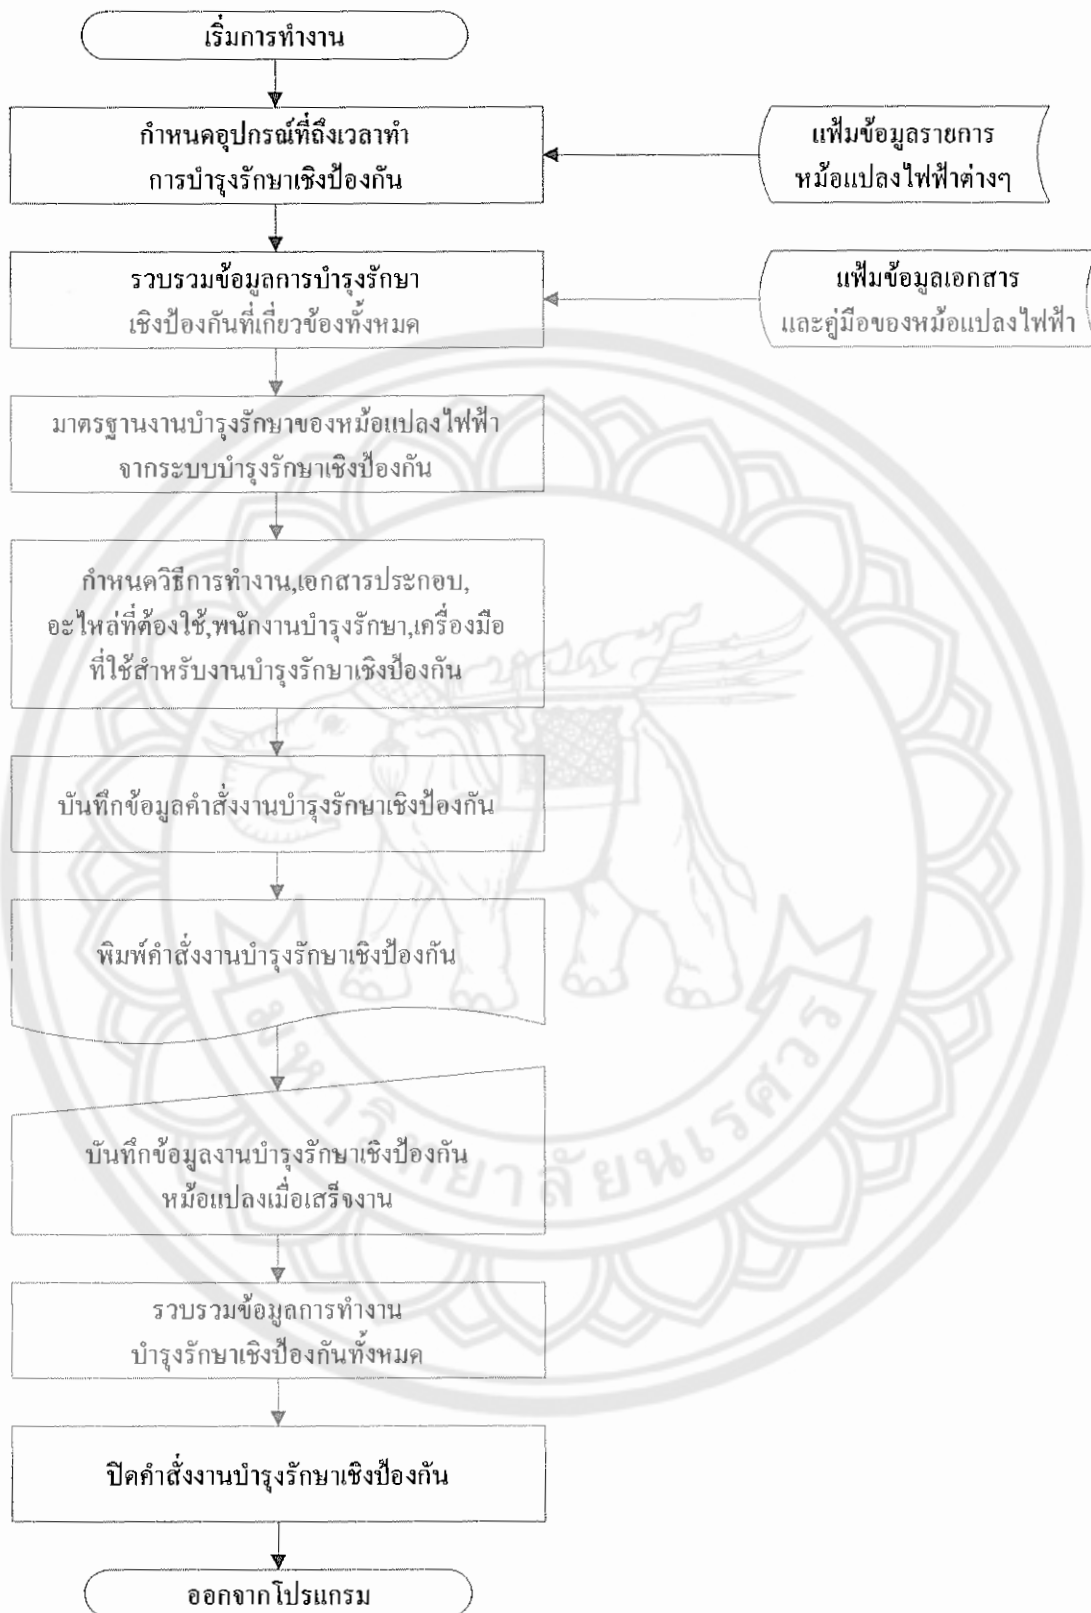 เริ่มการทำงาน
กำหนดอุปกรณ์ที่ถึงเวลาทำ
การบำรุงรักษาเชิงป้องกัน
แฟ้มข้อมูลรายการ
หม้อแปลงไฟฟ้าต่างๆ
รวบรวมข้อมูลการบำรุงรักษา
เชิงป้องกันที่เกี่ยวข้องทั้งหมด
แฟ้มข้อมูลเอกสาร
และคู่มือของหม้อแปลงไฟฟ้า
มาตรฐานงานบำรุงรักษาของหม้อแปลงไฟฟ้า
จากระบบบำรุงรักษาเชิงป้องกัน
กำหนดวิธีการทำงาน,เอกสารประกอบ,
อะไหล่ที่ต้องใช้,พนักงานบำรุงรักษา,เครื่องมือ
ที่ใช้สำหรับงานบำรุงรักษาเชิงป้องกัน
บันทึกข้อมูลคำสั่งงานบำรุงรักษาเชิงป้องกัน
พิมพ์คำสั่งงานบำรุงรักษาเชิงป้องกัน
บันทึกข้อมูลงานบำรุงรักษาเชิงป้องกัน
หม้อแปลงเมื่อเสร็จงาน
รวบรวมข้อมูลการทำงาน
บำรุงรักษาเชิงป้องกันทั้งหมด
ปิดคำสั่งงานบำรุงรักษาเชิงป้องกัน
ออกจากโปรแกรม